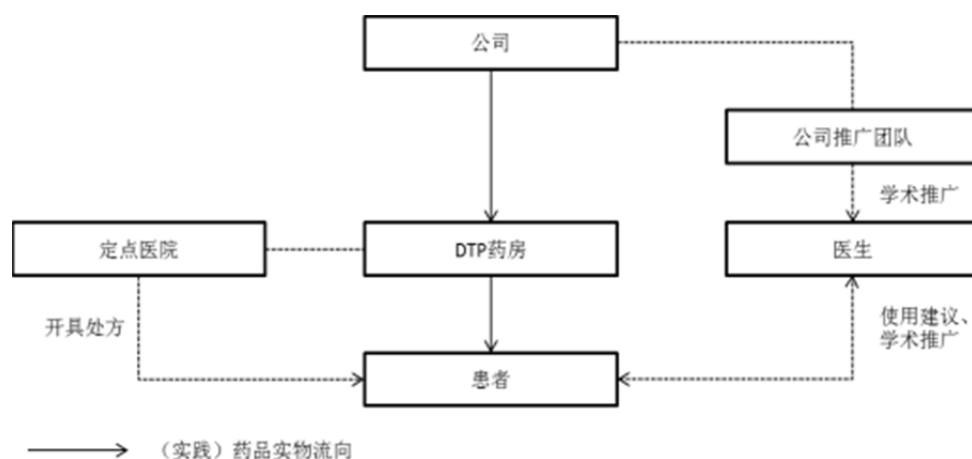 公司
公司推广团队
学术推广
定点医院
DTP药房
医生
开具处方
使用建议、
学术推广
患者
（实践）药品实物流向